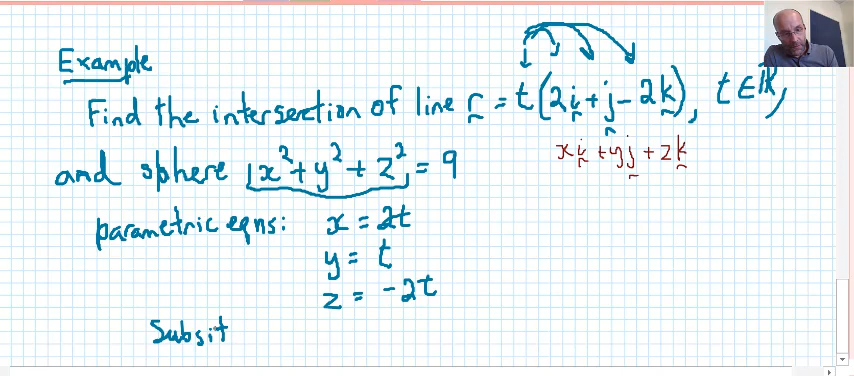 Example
Find the intersection of line r = t(2i + j - 2k), t ∈ ℝ,
xi + yj + zk
and sphere x² + y² + z² = 9
parametric eqns: x = 2t
y = t
z = -2t
Subsit